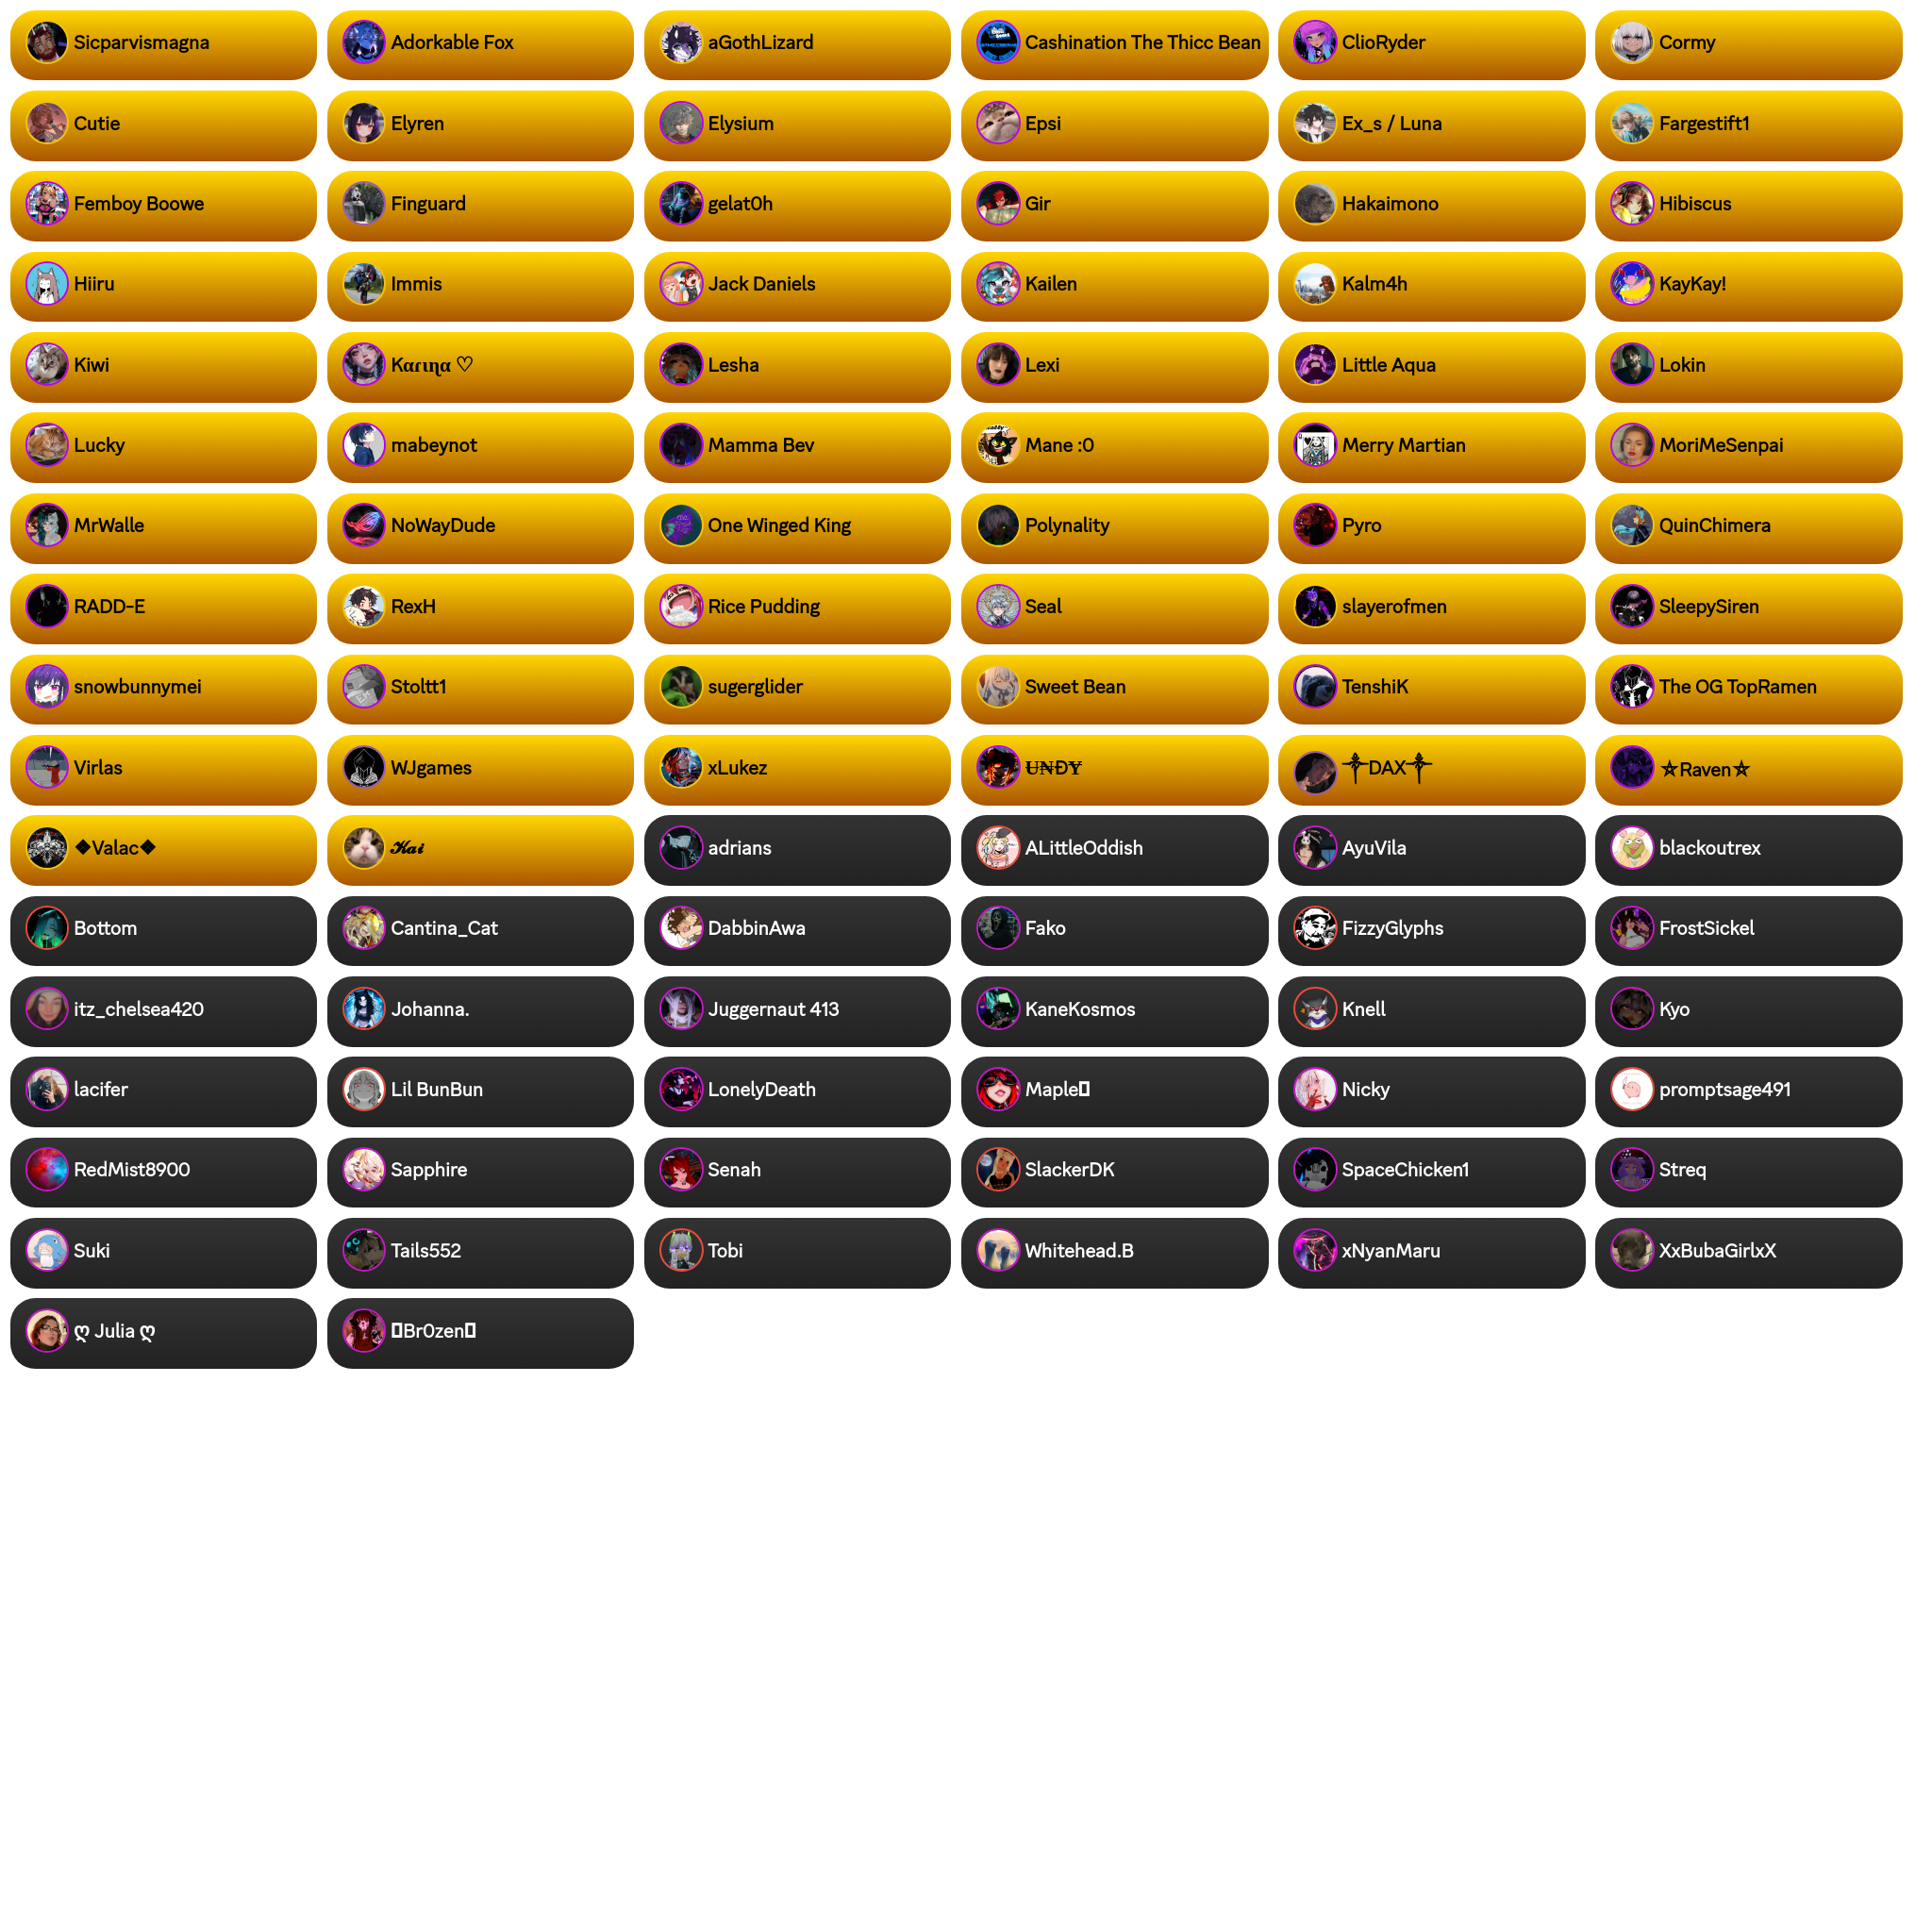 Sicparvismagna
Adorkable Fox
aGothLizard
Cashination The Thicc Bean
ClioRyder
Cormy
Cutie
Elyren
Elysium
Epsi
Ex_s / Luna
Fargestift1
Femboy Boowe
Finguard
gelat0h
Gir
Hakaimono
Hibiscus
Hiiru
Immis
Jack Daniels
Kailen
Kalm4h
KayKay!
Kiwi
Kαɾιɳα ♡
Lesha
Lexi
Little Aqua
Lokin
Lucky
mabeynot
Mamma Bev
Mane :0
Merry Martian
MoriMeSenpai
MrWalle
NoWayDude
One Winged King
Polynality
Pyro
QuinChimera
RADD-E
RexH
Rice Pudding
Seal
slayerofmen
SleepySiren
snowbunnymei
Stoltt1
sugerglider
Sweet Bean
TenshiK
The OG TopRamen
Virlas
WJgames
xLukez
U̶N̶ĐY̶
⸸DAX⸸
⛤Raven⛤
◆Valac◆
𝓚𝓪𝓲
adrians
ALittleOddish
AyuVila
blackoutrex
Bottom
Cantina_Cat
DabbinAwa
Fako
FizzyGlyphs
FrostSickel
itz_chelsea420
Johanna.
Juggernaut 413
KaneKosmos
Knell
Kyo
lacifer
Lil BunBun
LonelyDeath
Maple
Nicky
promptsage491
RedMist8900
Sapphire
Senah
SlackerDK
SpaceChicken1
Streq
Suki
Tails552
Tobi
Whitehead.B
xNyanMaru
XxBubaGirlxX
ღ Julia ღ
Br0zen